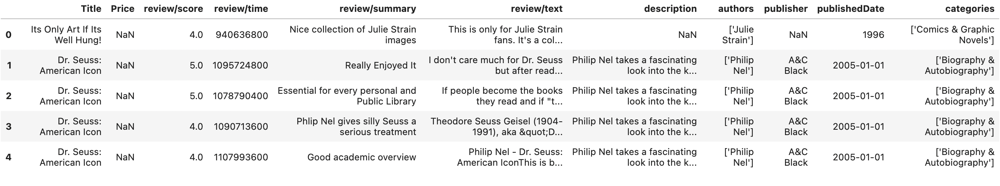 Title Price review/score review/time review/summary review/text description authors publisher publishedDate categories
0 Its Only Art If Its Well Hung! NaN 4.0 940636800 Nice collection of Julie Strain images This is only for Julie Strain fans. It's a col... NaN ['Julie Strain'] NaN 1996 ['Comics & Graphic Novels']
1 Dr. Seuss: American Icon NaN 5.0 1095724800 Really Enjoyed It I don't care much for Dr. Seuss but after read... Philip Nel takes a fascinating look into the k... ['Philip Nel'] A&C Black 2005-01-01 ['Biography & Autobiography']
2 Dr. Seuss: American Icon NaN 5.0 1078790400 Essential for every personal and Public Library If people become the books they read and if "t... Philip Nel takes a fascinating look into the k... ['Philip Nel'] A&C Black 2005-01-01 ['Biography & Autobiography']
3 Dr. Seuss: American Icon NaN 4.0 1090713600 Phlip Nel gives silly Seuss a serious treatment Theodore Seuss Geisel (1904-1991), aka &quot;D... Philip Nel takes a fascinating look into the k... ['Philip Nel'] A&C Black 2005-01-01 ['Biography & Autobiography']
4 Dr. Seuss: American Icon NaN 4.0 1107993600 Good academic overview Philip Nel - Dr. Seuss: American IconThis is b... Philip Nel takes a fascinating look into the k... ['Philip Nel'] A&C Black 2005-01-01 ['Biography & Autobiography']